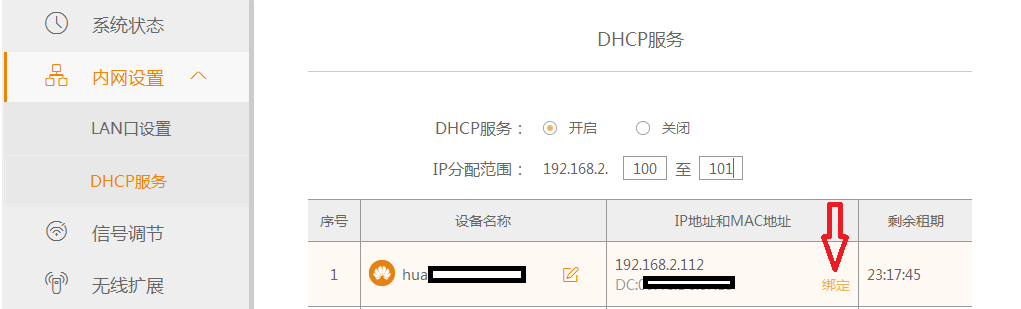 系统状态
内网设置
LAN口设置
DHCP服务
信号调节
无线扩展
DHCP服务
DHCP服务： 开启 关闭
IP分配范围： 192.168.2. 100 至 101
序号 设备名称 IP地址和MAC地址 剩余租期
1 hua 192.168.2.112 23:17:45
DC: 绑定